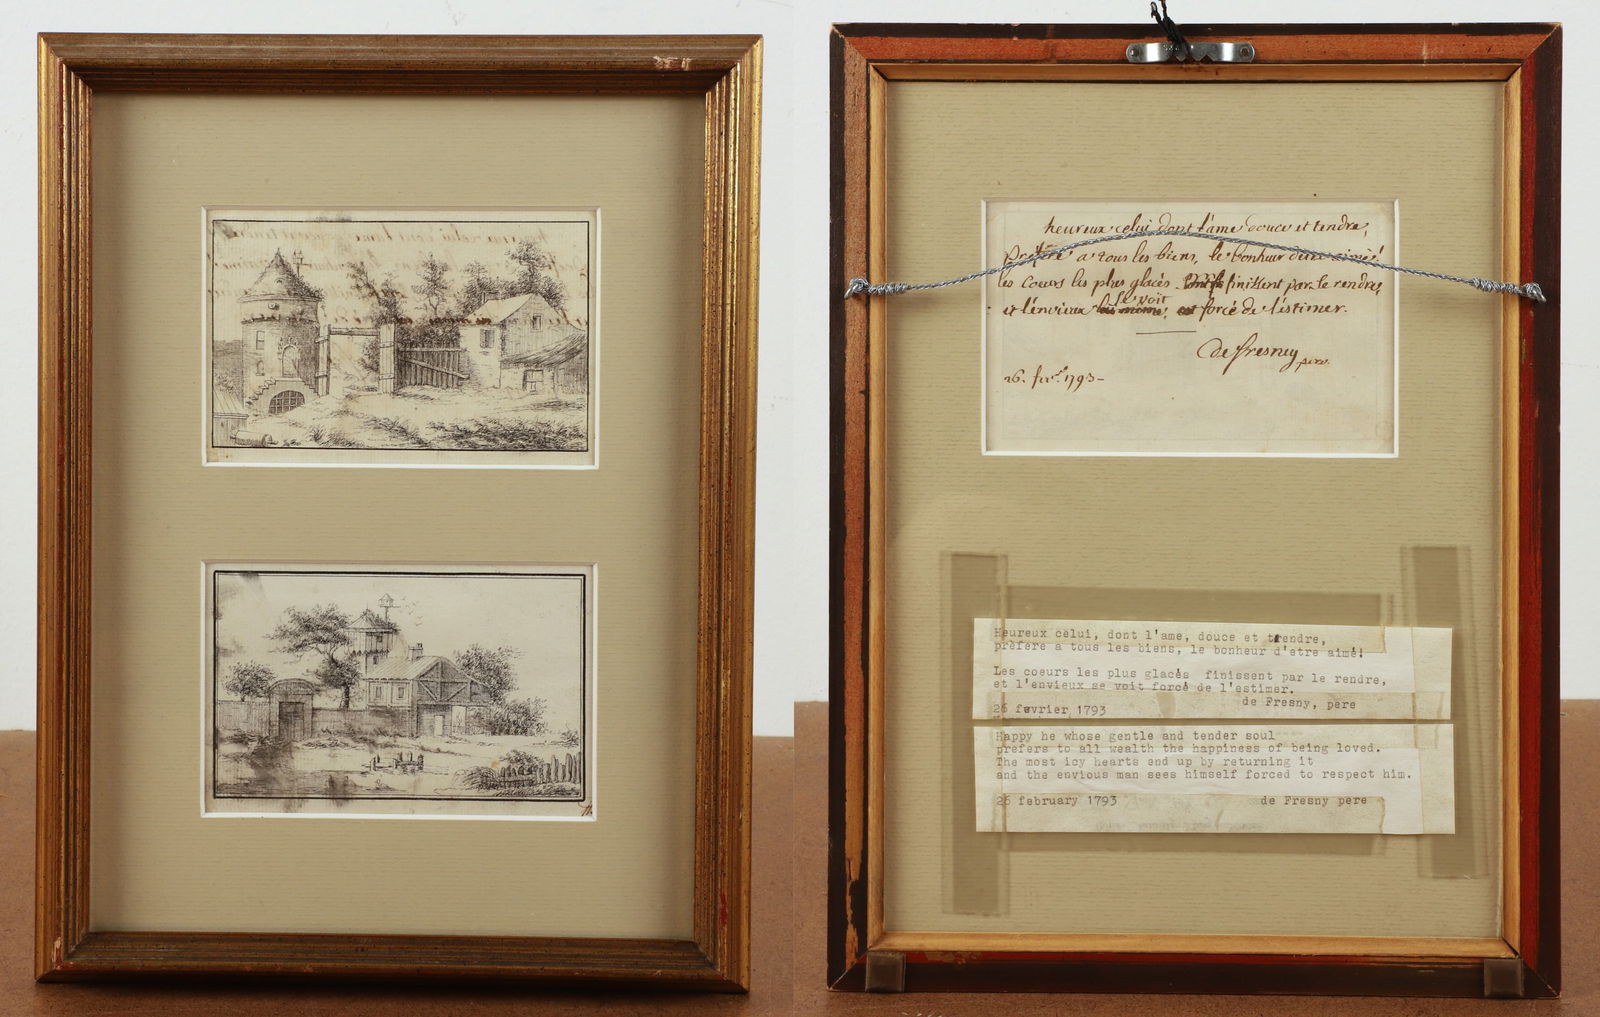 heureux celui dont l'ame douce et tendre,
Préfere a tous les biens, le bonheur d'etre aimé!
les coeurs les plus glacés finissent par le rendre,
et l'envieux se voit forcé de l'estimer.
de fresney
pere.
26. fevr. 1793-
Heureux celui, dont l'ame, douce et tendre,
préfere a tous les biens, le bonheur d'etre aimé!
Les coeurs les plus glacés finissent par le rendre,
et l'envieux se voit forcé de l'estimer.
de Fresny, pere
26 fevrier 1793
Happy he whose gentle and tender soul
prefers to all wealth the happiness of being loved.
The most icy hearts end up by returning it
and the envious man sees himself forced to respect him.
26 february 1793 de Fresny pere